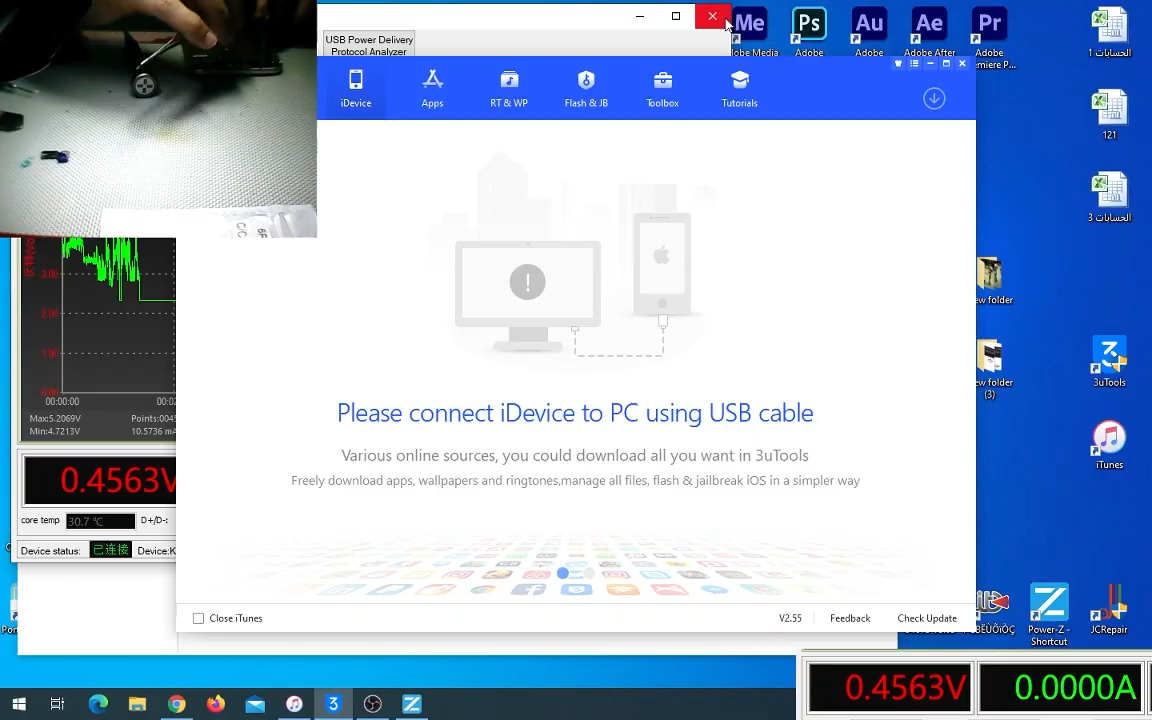 USB Power Delivery
Protocol Analyzer
iDevice
Apps
RT & WP
Flash & JB
Toolbox
Tutorials
Please connect iDevice to PC using USB cable
Various online sources, you could download all you want in 3uTools
Freely download apps, wallpapers and ringtones,manage all files, flash & jailbreak iOS in a simpler way
Close iTunes
V2.55
Feedback
Check Update
Me
Ps
Au
Ae
Pr
Adobe
Adobe
Adobe After
Adobe
الحسابات 1
121
الحسابات 3
3uTools
iTunes
Power-Z -
Shortcut
JCRepair
3.00
2.00
1.00
0.00
00:00:00
Max:5.2069V
Min:4.7213V
10.5736
0.4563V
core temp
30.7 ℃
D+/D-:
Device status:
已连接
0.4563V
0.0000A